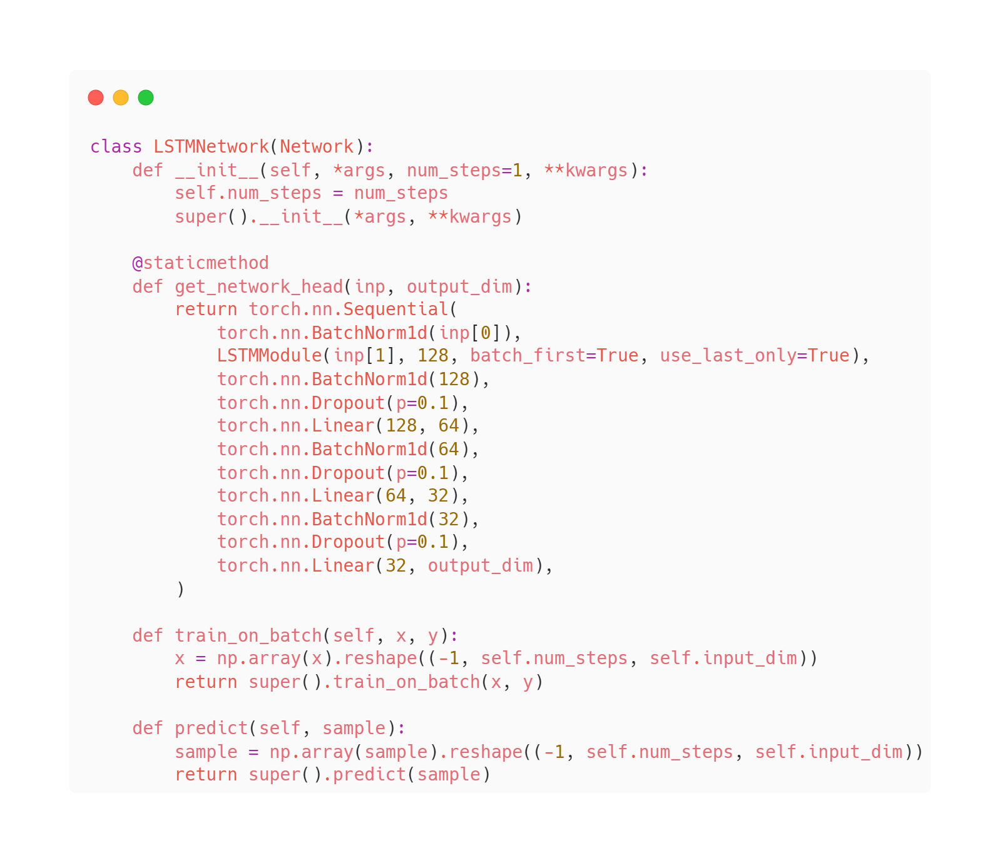 class LSTMNetwork(Network):
    def __init__(self, *args, num_steps=1, **kwargs):
        self.num_steps = num_steps
        super().__init__(*args, **kwargs)

    @staticmethod
    def get_network_head(inp, output_dim):
        return torch.nn.Sequential(
            torch.nn.BatchNorm1d(inp[0]),
            LSTMModule(inp[1], 128, batch_first=True, use_last_only=True),
            torch.nn.BatchNorm1d(128),
            torch.nn.Dropout(p=0.1),
            torch.nn.Linear(128, 64),
            torch.nn.BatchNorm1d(64),
            torch.nn.Dropout(p=0.1),
            torch.nn.Linear(64, 32),
            torch.nn.BatchNorm1d(32),
            torch.nn.Dropout(p=0.1),
            torch.nn.Linear(32, output_dim),
        )

    def train_on_batch(self, x, y):
        x = np.array(x).reshape((-1, self.num_steps, self.input_dim))
        return super().train_on_batch(x, y)

    def predict(self, sample):
        sample = np.array(sample).reshape((-1, self.num_steps, self.input_dim))
        return super().predict(sample)